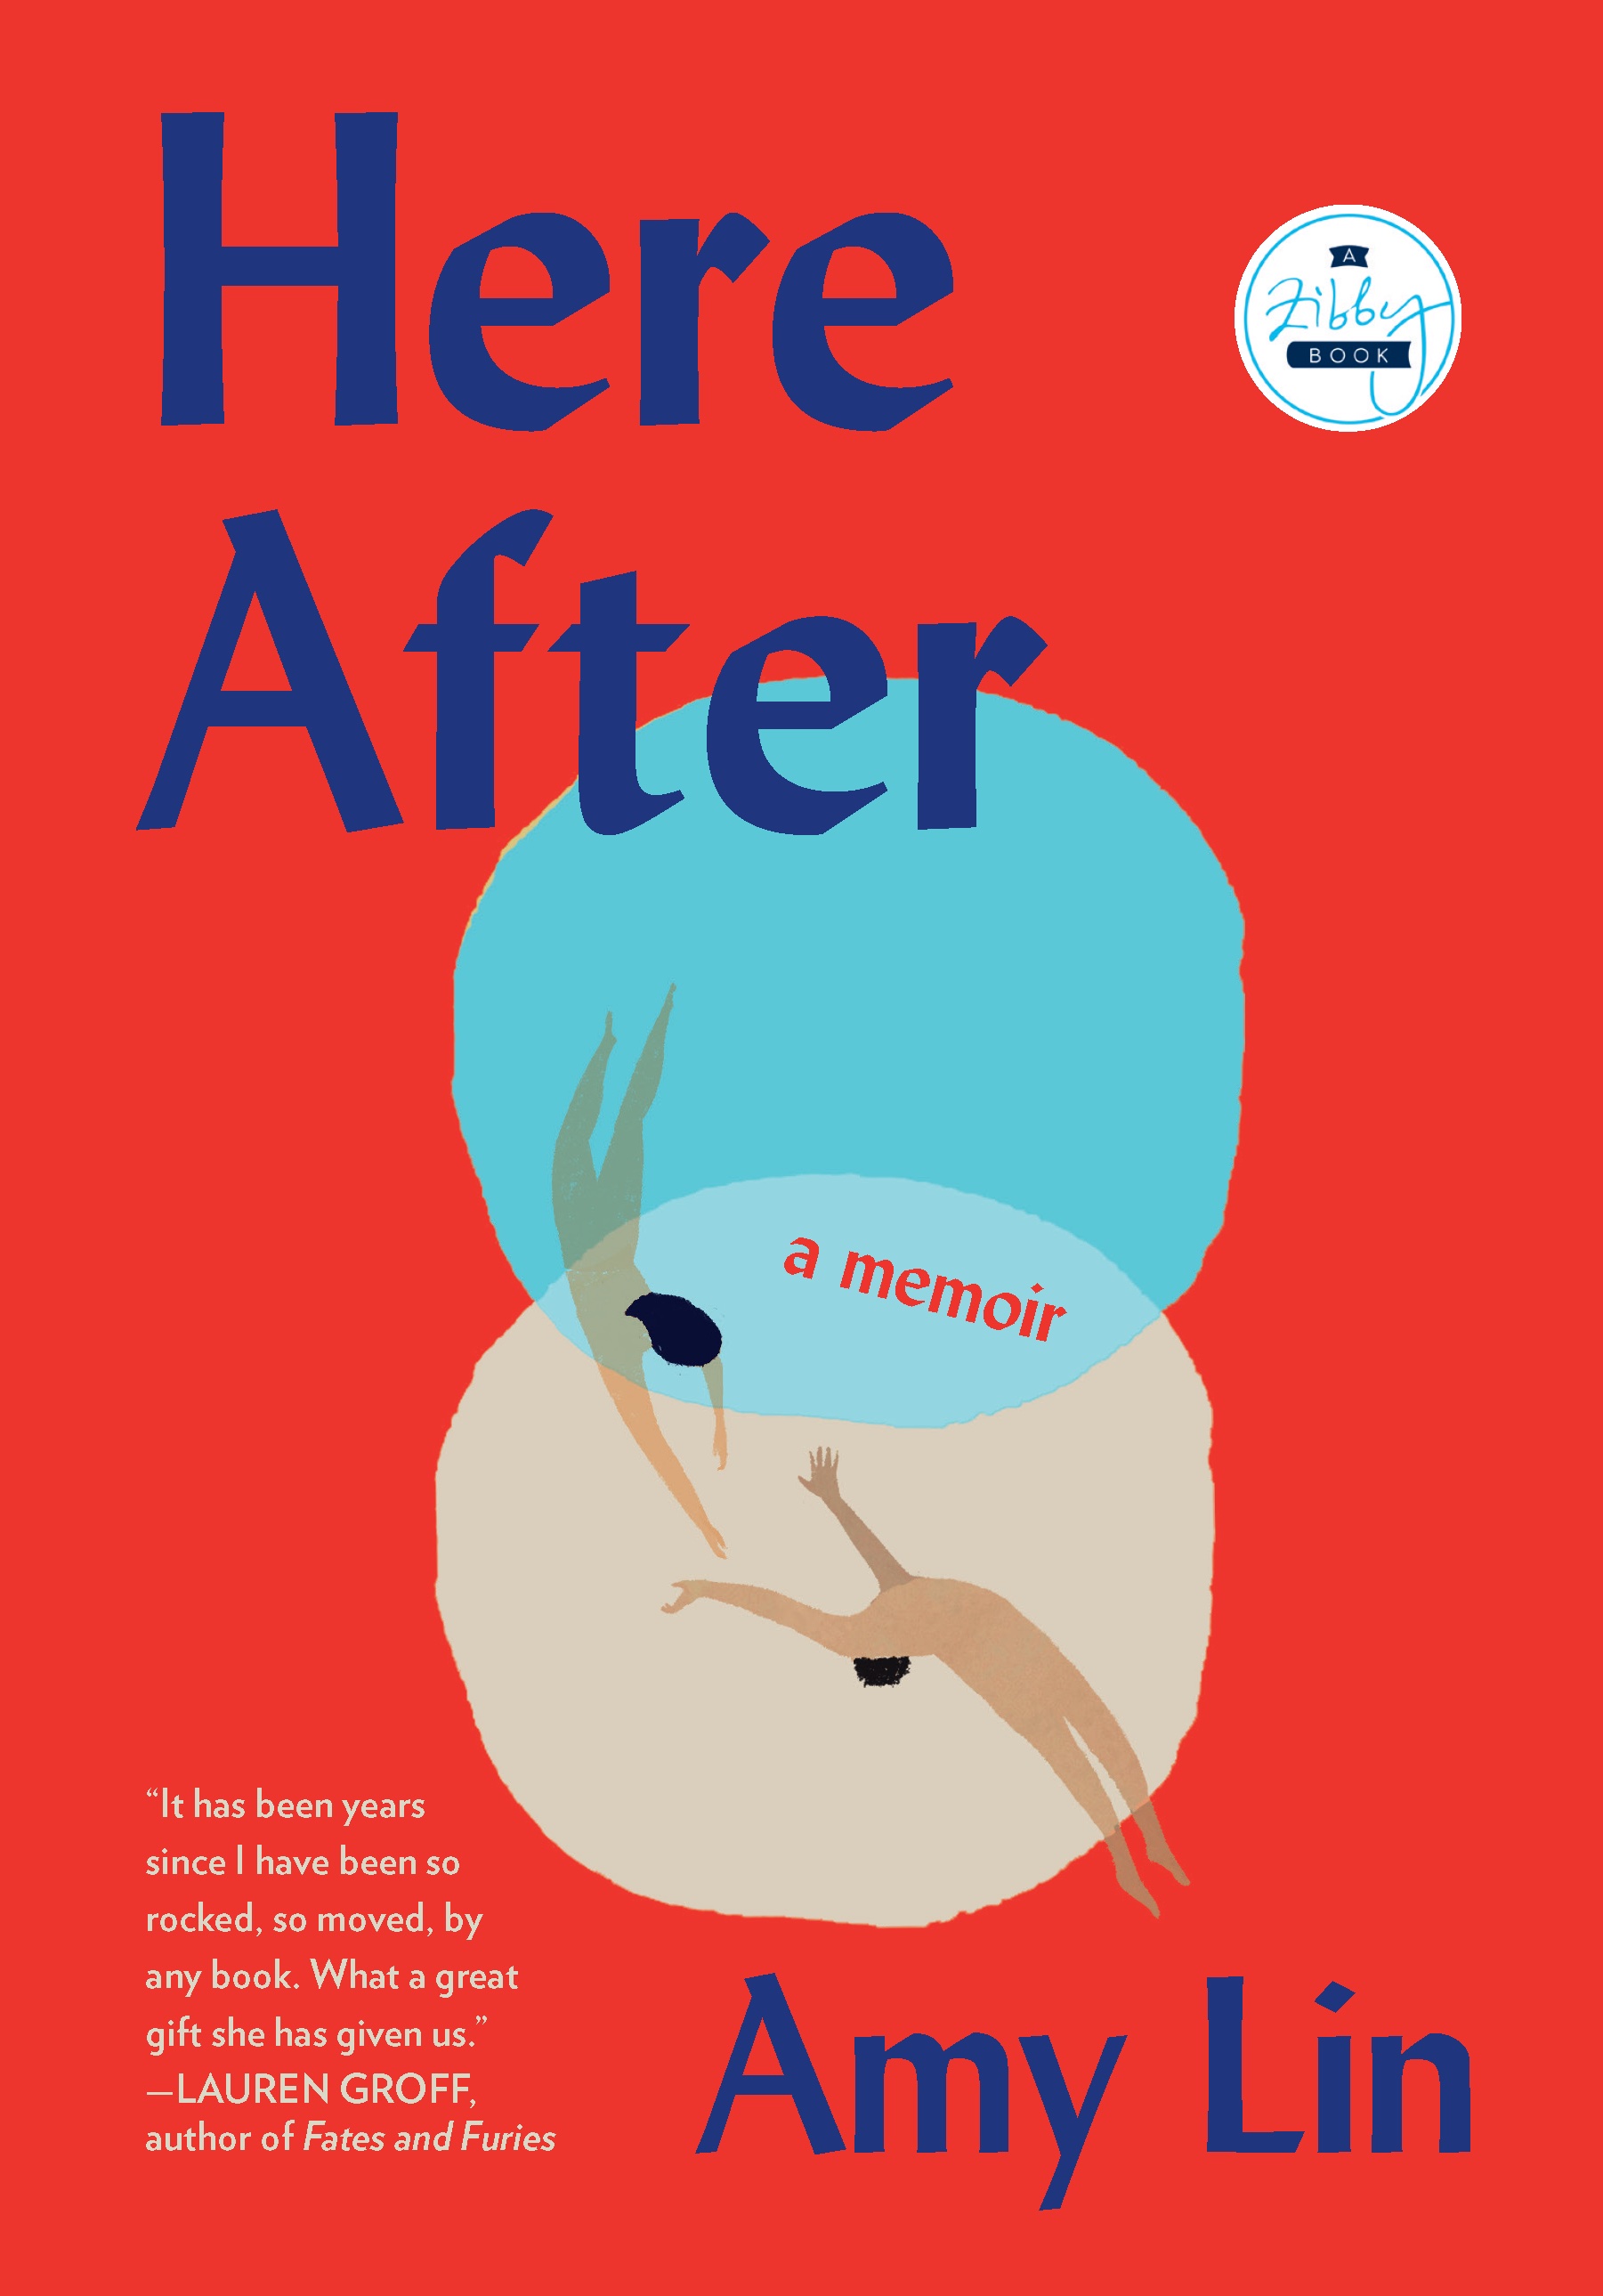 Here
A
Zibby
BOOK
After
a memoir
“It has been years
since I have been so
rocked, so moved, by
any book. What a great
gift she has given us.”
—LAUREN GROFF,
author of Fates and Furies
Amy Lin